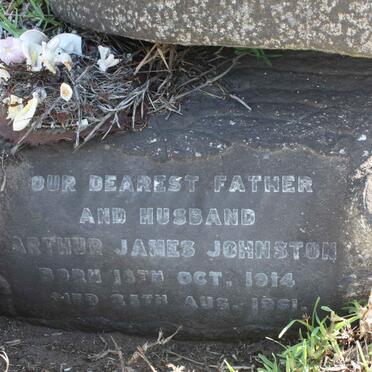 OUR DEAREST FATHER
AND HUSBAND
ARTHUR JAMES JOHNSTON
BORN OCT. 1914
DIED AUG. 1961.